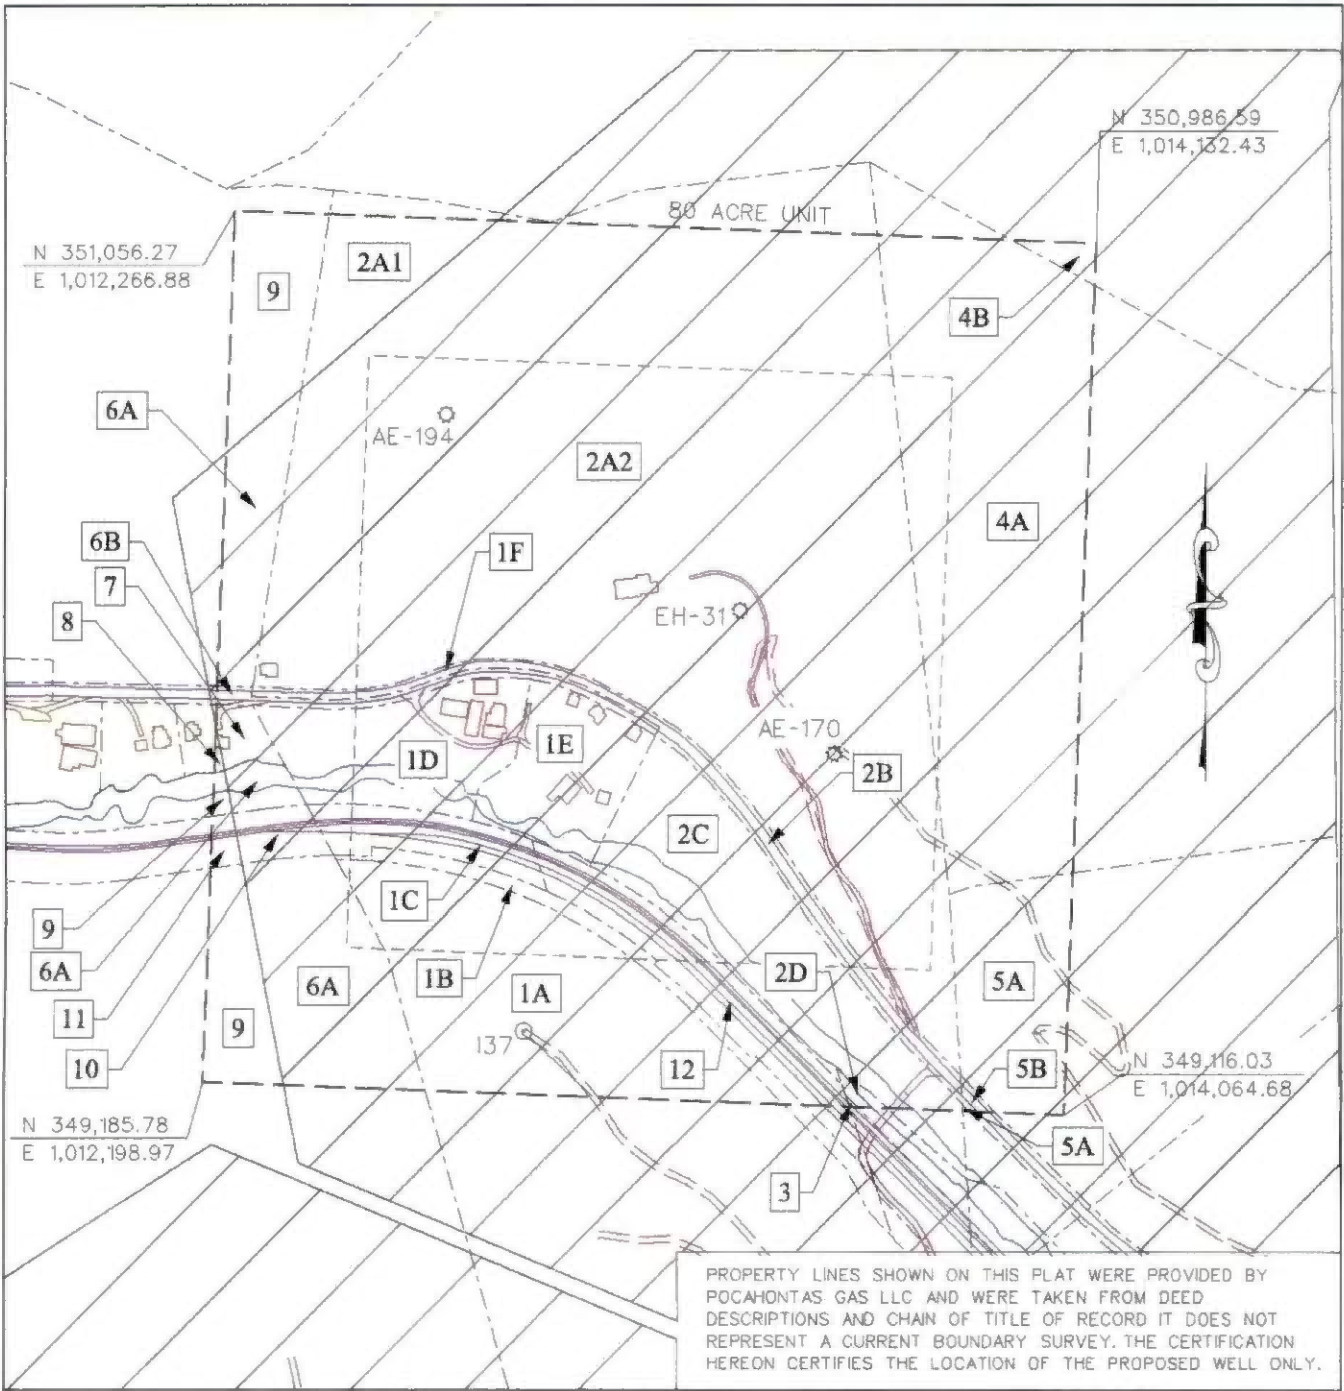 N 350,986.59
E 1,014,132.43
80 ACRE UNIT
N 351,056.27
E 1,012,266.88
2A1
9
4B
6A
AE-194
2A2
4A
6B
1F
7
EH-31
8
AE-170
1D
1E
2B
2C
1C
9
6A
6A
1B
1A
2D
5A
11
9
137
10
12
5B
N 349,116.03
E 1,014,064.68
N 349,185.78
E 1,012,198.97
5A
3
PROPERTY LINES SHOWN ON THIS PLAT WERE PROVIDED BY
POCAHONTAS GAS LLC AND WERE TAKEN FROM DEED
DESCRIPTIONS AND CHAIN OF TITLE OF RECORD IT DOES NOT
REPRESENT A CURRENT BOUNDARY SURVEY. THE CERTIFICATION
HEREON CERTIFIES THE LOCATION OF THE PROPOSED WELL ONLY.